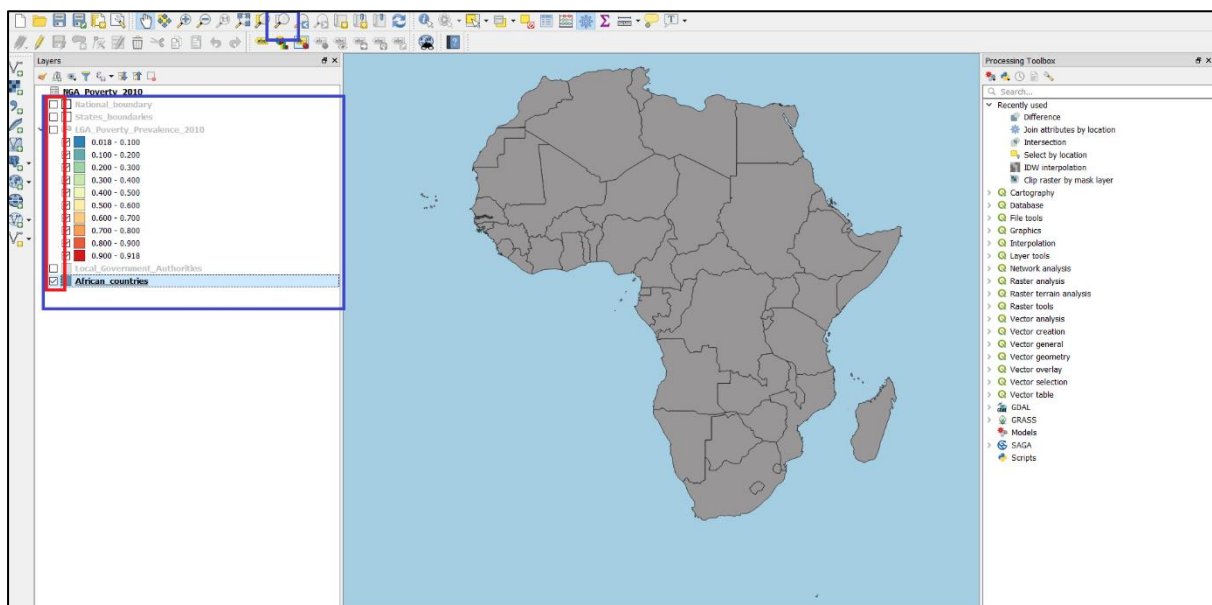 Layers
NGA_Poverty_2010
National_boundary
States_boundaries
LGA_Poverty_Prevalence_2010
0.018 - 0.100
0.100 - 0.200
0.200 - 0.300
0.300 - 0.400
0.400 - 0.500
0.500 - 0.600
0.600 - 0.700
0.700 - 0.800
0.800 - 0.900
0.900 - 0.918
Local_Government_Authorities
African_countries
Processing Toolbox
Search...
Recently used
Difference
Join attributes by location
Intersection
Select by location
IDW interpolation
Clip raster by mask layer
Cartography
Database
File tools
Graphics
Interpolation
Layer tools
Network analysis
Raster analysis
Raster terrain analysis
Raster tools
Vector analysis
Vector creation
Vector general
Vector geometry
Vector overlay
Vector selection
Vector table
GDAL
GRASS
Models
SAGA
Scripts